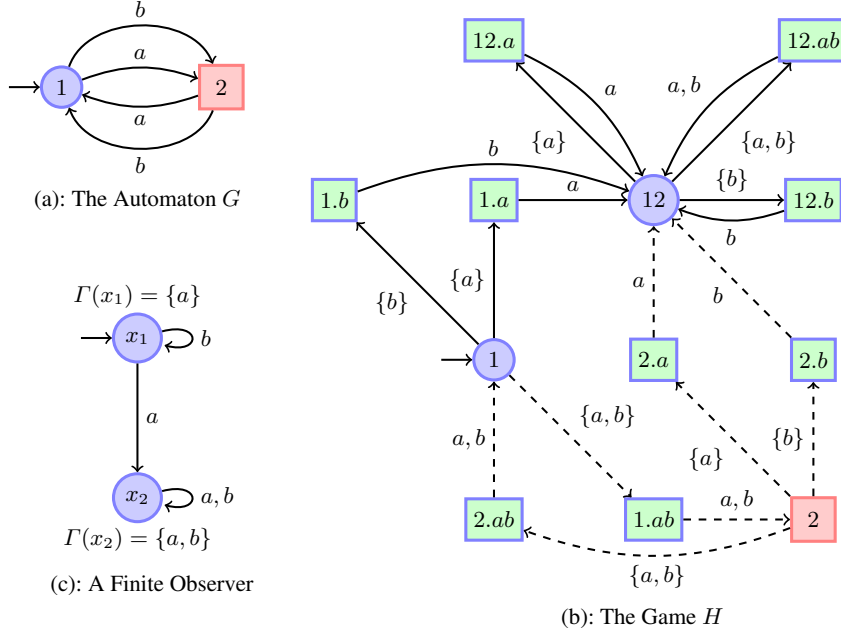 b
a
1
2
a
b
(a): The Automaton G
Γ(x₁) = {a}
x₁
b
a
x₂
a, b
Γ(x₂) = {a, b}
(c): A Finite Observer
12.a
12.ab
a
a, b
{a}
{a, b}
b
{b}
1.b
1.a
a
12
12.b
b
{b}
{a}
a
b
1
2.a
2.b
{a, b}
a, b
{a}
{b}
2.ab
1.ab
a, b
2
{a, b}
(b): The Game H